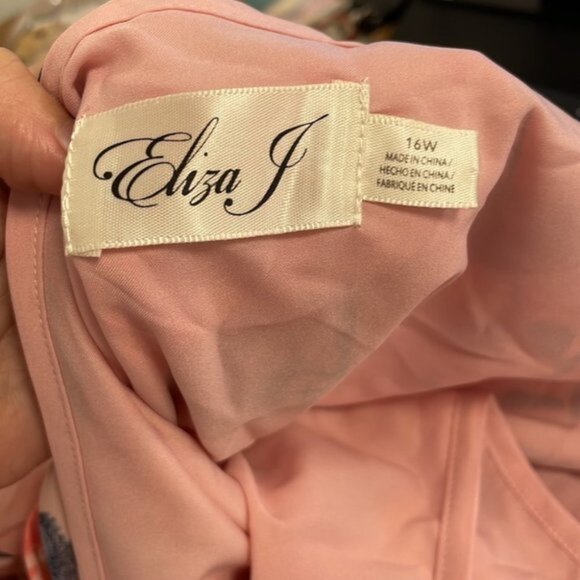 Eliza J
16W
MADE IN CHINA/
HECHO EN CHINA/
FABRIQUÉ EN CHINE